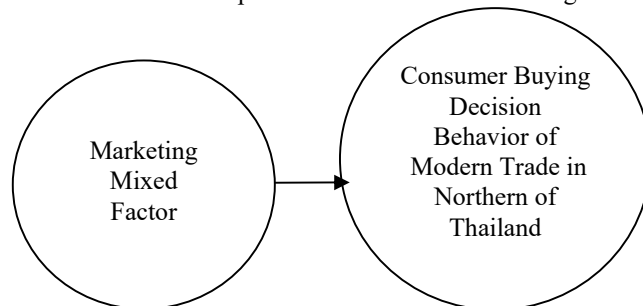 Marketing
Mixed
Factor
Consumer Buying
Decision
Behavior of
Modern Trade in
Northern of
Thailand